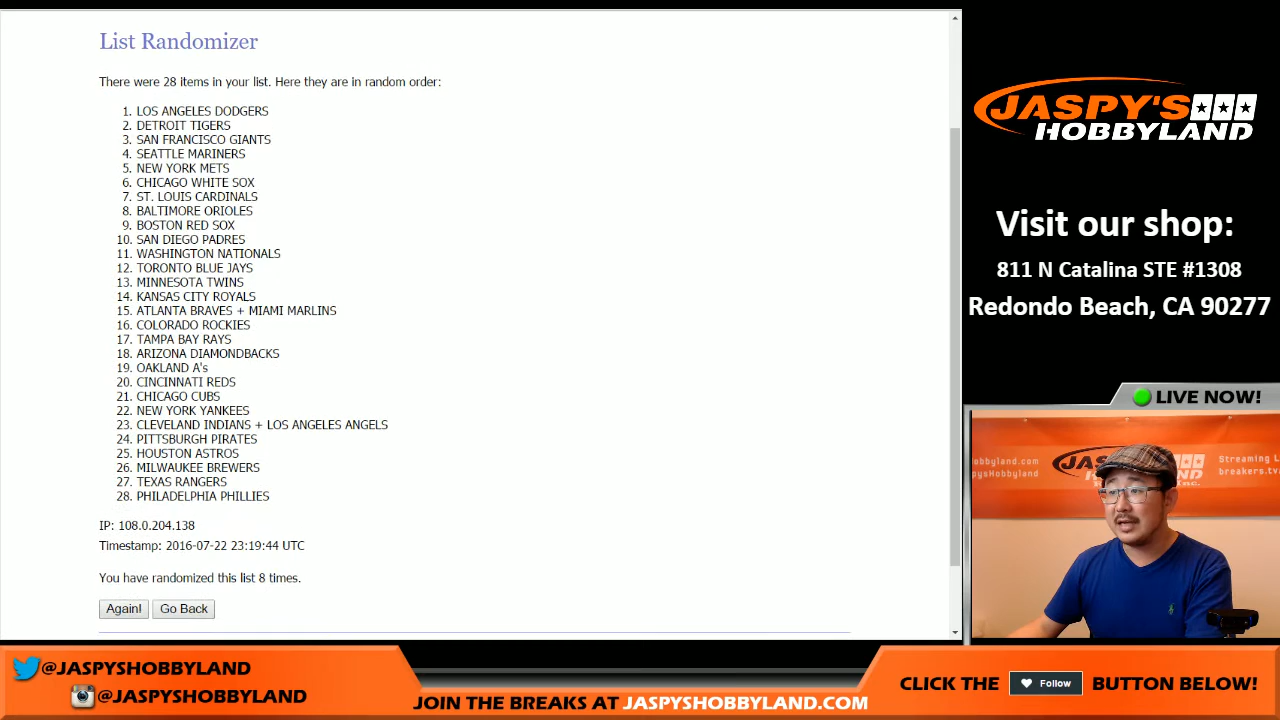 List Randomizer
There were 28 items in your list. Here they are in random order:
1. LOS ANGELES DODGERS
2. DETROIT TIGERS
3. SAN FRANCISCO GIANTS
4. SEATTLE MARINERS
5. NEW YORK METS
6. CHICAGO WHITE SOX
7. ST. LOUIS CARDINALS
8. BALTIMORE ORIOLES
9. BOSTON RED SOX
10. SAN DIEGO PADRES
11. WASHINGTON NATIONALS
12. TORONTO BLUE JAYS
13. MINNESOTA TWINS
14. KANSAS CITY ROYALS
15. ATLANTA BRAVES + MIAMI MARLINS
16. COLORADO ROCKIES
17. TAMPA BAY RAYS
18. ARIZONA DIAMONDBACKS
19. OAKLAND A's
20. CINCINNATI REDS
21. CHICAGO CUBS
22. NEW YORK YANKEES
23. CLEVELAND INDIANS + LOS ANGELES ANGELS
24. PITTSBURGH PIRATES
25. HOUSTON ASTROS
26. MILWAUKEE BREWERS
27. TEXAS RANGERS
28. PHILADELPHIA PHILLIES
IP: 108.0.204.138
Timestamp: 2016-07-22 23:19:44 UTC
You have randomized this list 8 times.
Again! Go Back
JASPY'S
HOBBYLAND
Visit our shop:
811 N Catalina STE #1308
Redondo Beach, CA 90277
LIVE NOW!
obbyland.com
Streaming L
breakers.tv
@JASPYSHOBBYLAND
@JASPYSHOBBYLAND
JOIN THE BREAKS AT JASPYSHOBBYLAND.COM
CLICK THE Follow BUTTON BELOW!